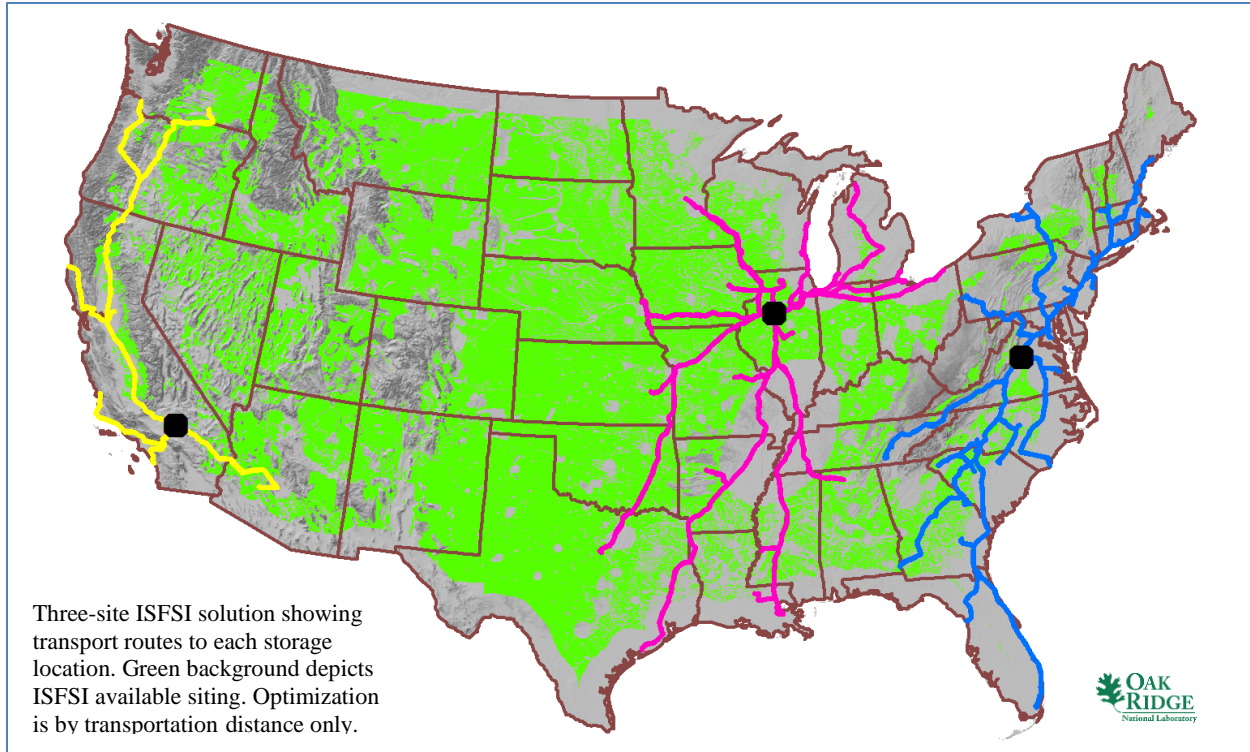 Three-site ISFSI solution showing
transport routes to each storage
location. Green background depicts
ISFSI available siting. Optimization
is by transportation distance only.
OAK
RIDGE
National Laboratory